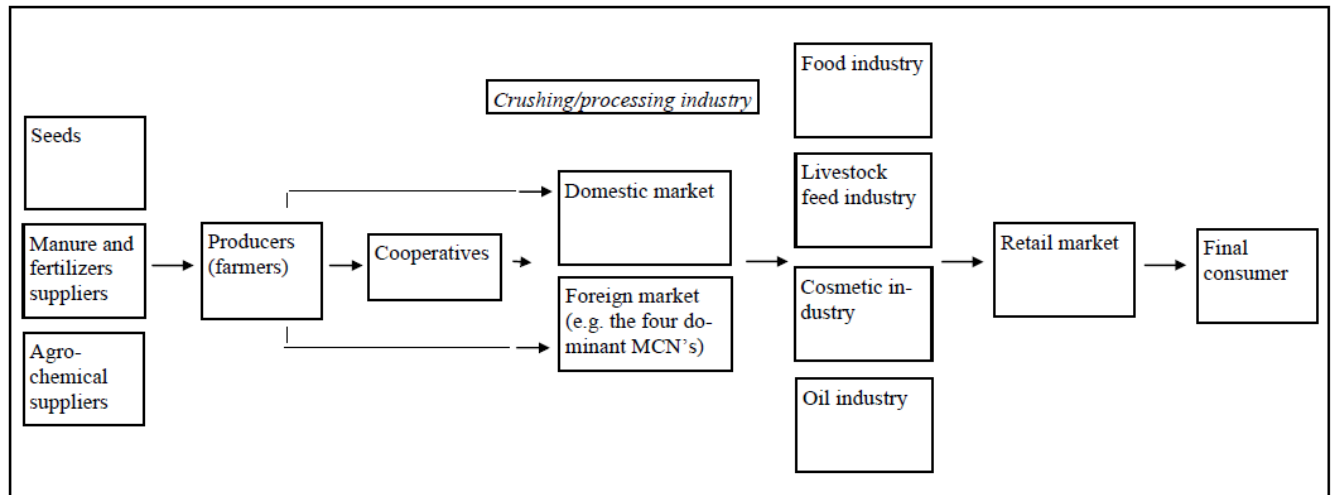 Seeds
Manure and
fertilizers
suppliers
Agro-
chemical
suppliers
Producers
(farmers)
Cooperatives
Crushing/processing industry
Domestic market
Foreign market
(e.g. the four do-
minant MCN's)
Food industry
Livestock
feed industry
Cosmetic in-
dustry
Oil industry
Retail market
Final
consumer